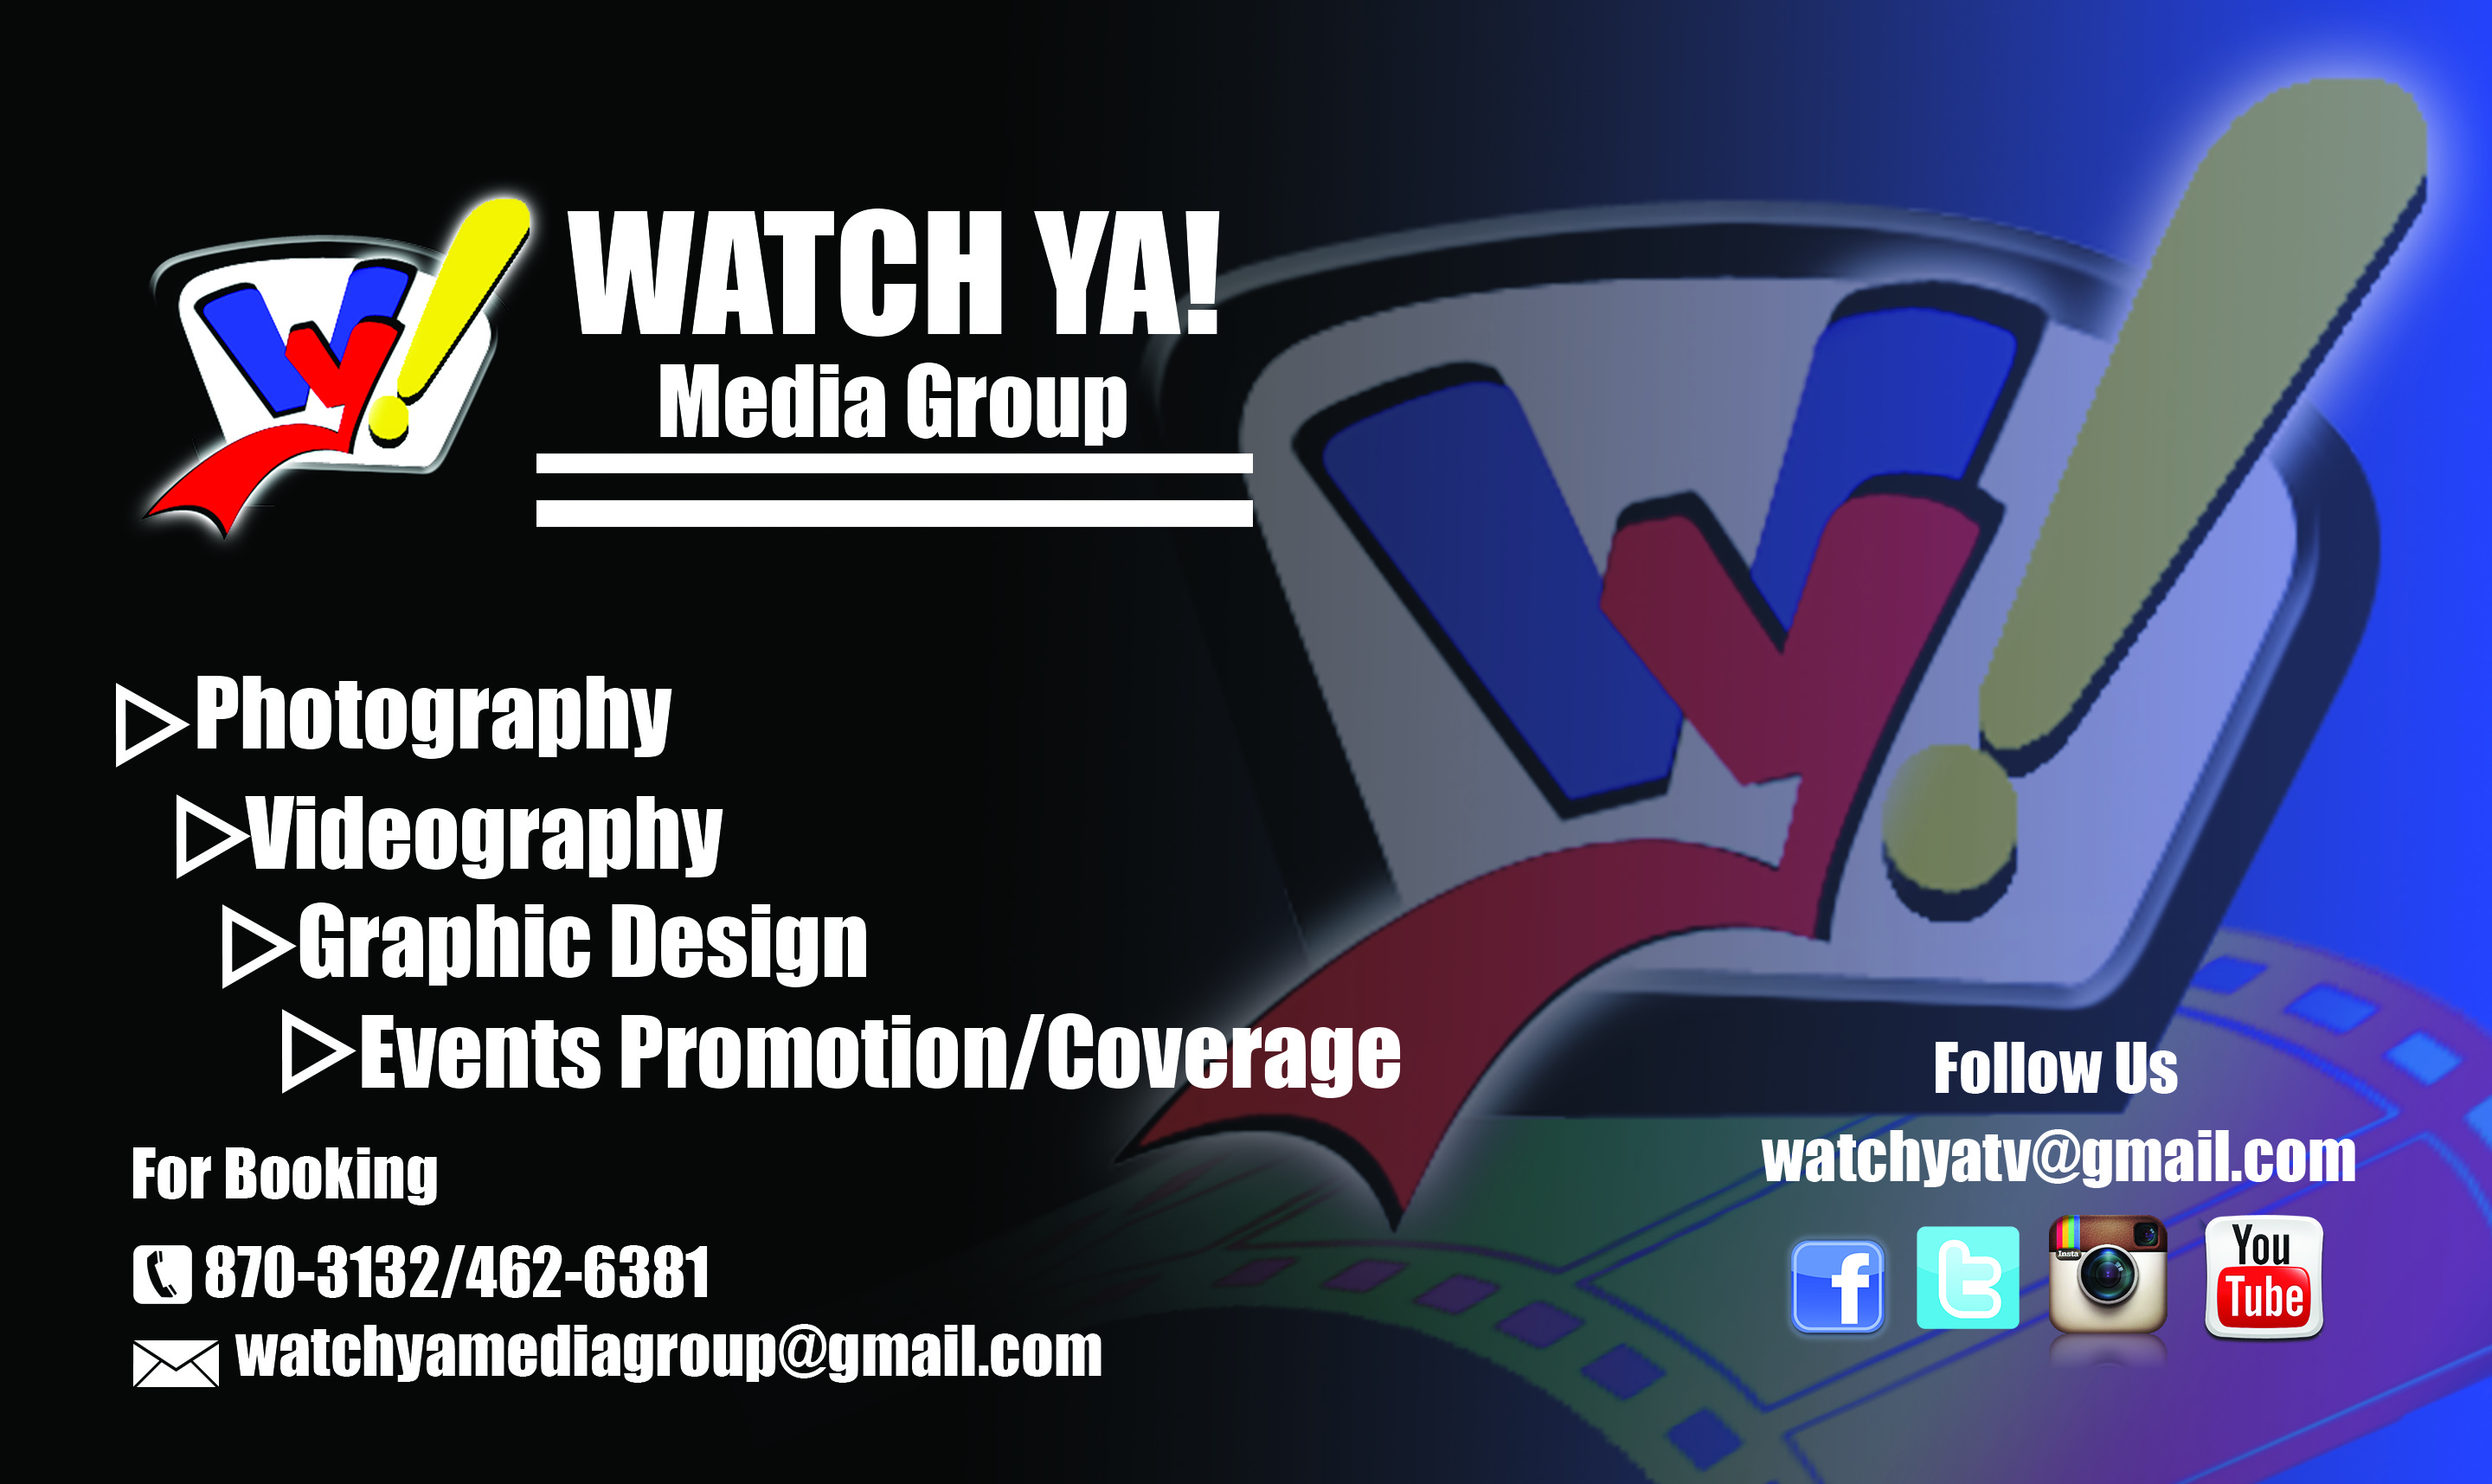 WATCH YA!
Media Group
Photography
Videography
Graphic Design
Events Promotion/Coverage
For Booking
870-3132/462-6381
watchyamediagroup@gmail.com
Follow Us
watchyatv@gmail.com
f
t
Insta
You
Tube
W y!
W y!